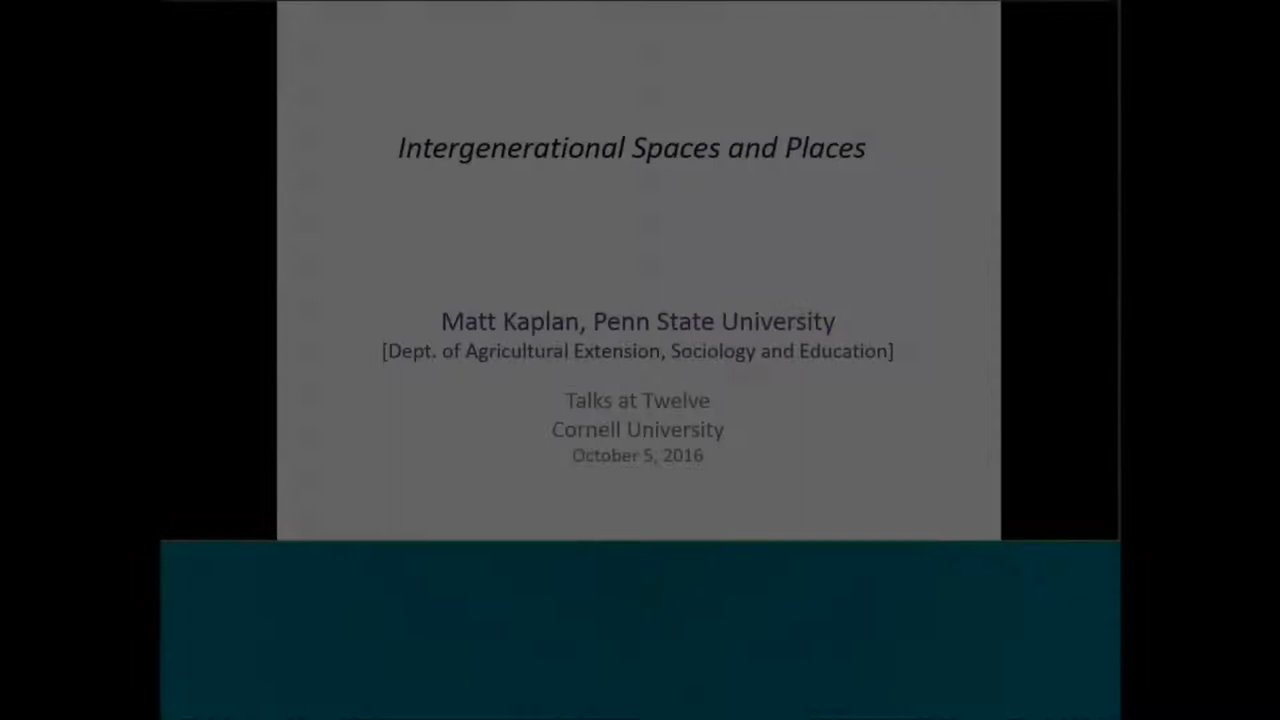 Intergenerational Spaces and Places
Matt Kaplan, Penn State University
[Dept. of Agricultural Extension, Sociology and Education]
Talks at Twelve
Cornell University
October 5, 2016